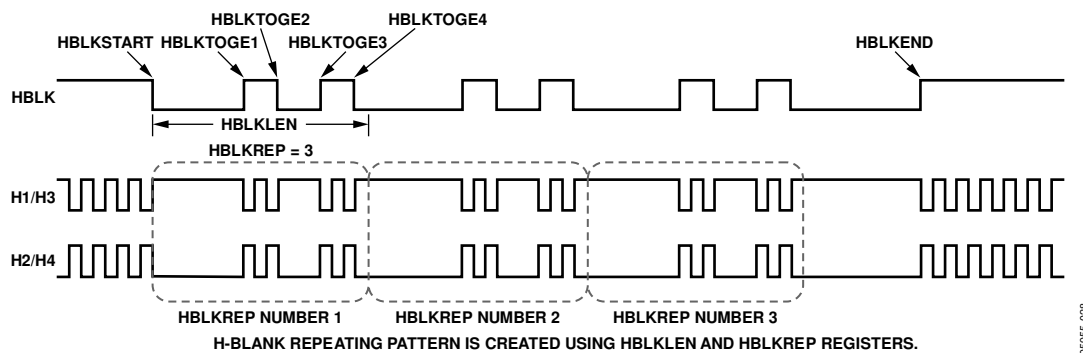 HBLKTOGE2
HBLKTOGE4
HBLKSTART
HBLKTOGE1
HBLKTOGE3
HBLKEND
HBLK
HBLKLEN
HBLKREP = 3
H1/H3
H2/H4
HBLKREP NUMBER 1
HBLKREP NUMBER 2
HBLKREP NUMBER 3
H-BLANK REPEATING PATTERN IS CREATED USING HBLKLEN AND HBLKREP REGISTERS.